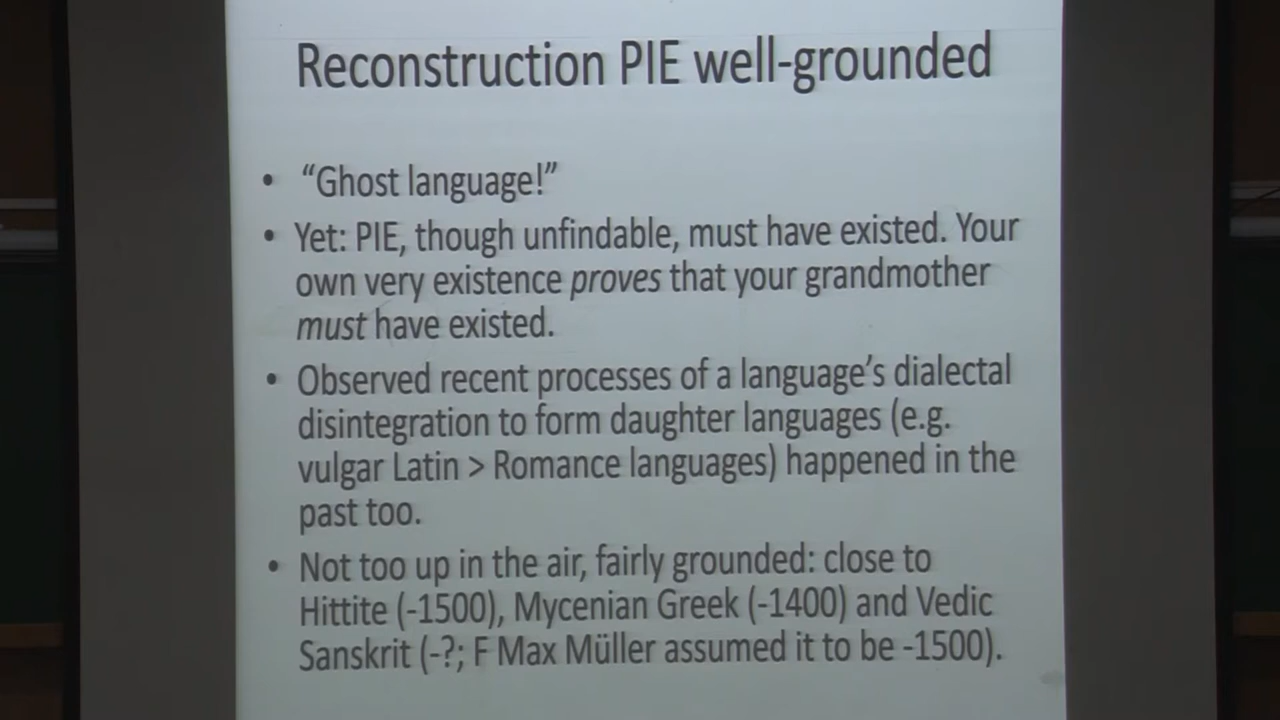 Reconstruction PIE well-grounded
• “Ghost language!”
• Yet: PIE, though unfindable, must have existed. Your
own very existence proves that your grandmother
must have existed.
• Observed recent processes of a language’s dialectal
disintegration to form daughter languages (e.g.
vulgar Latin > Romance languages) happened in the
past too.
• Not too up in the air, fairly grounded: close to
Hittite (-1500), Mycenian Greek (-1400) and Vedic
Sanskrit (-?; F Max Müller assumed it to be -1500).